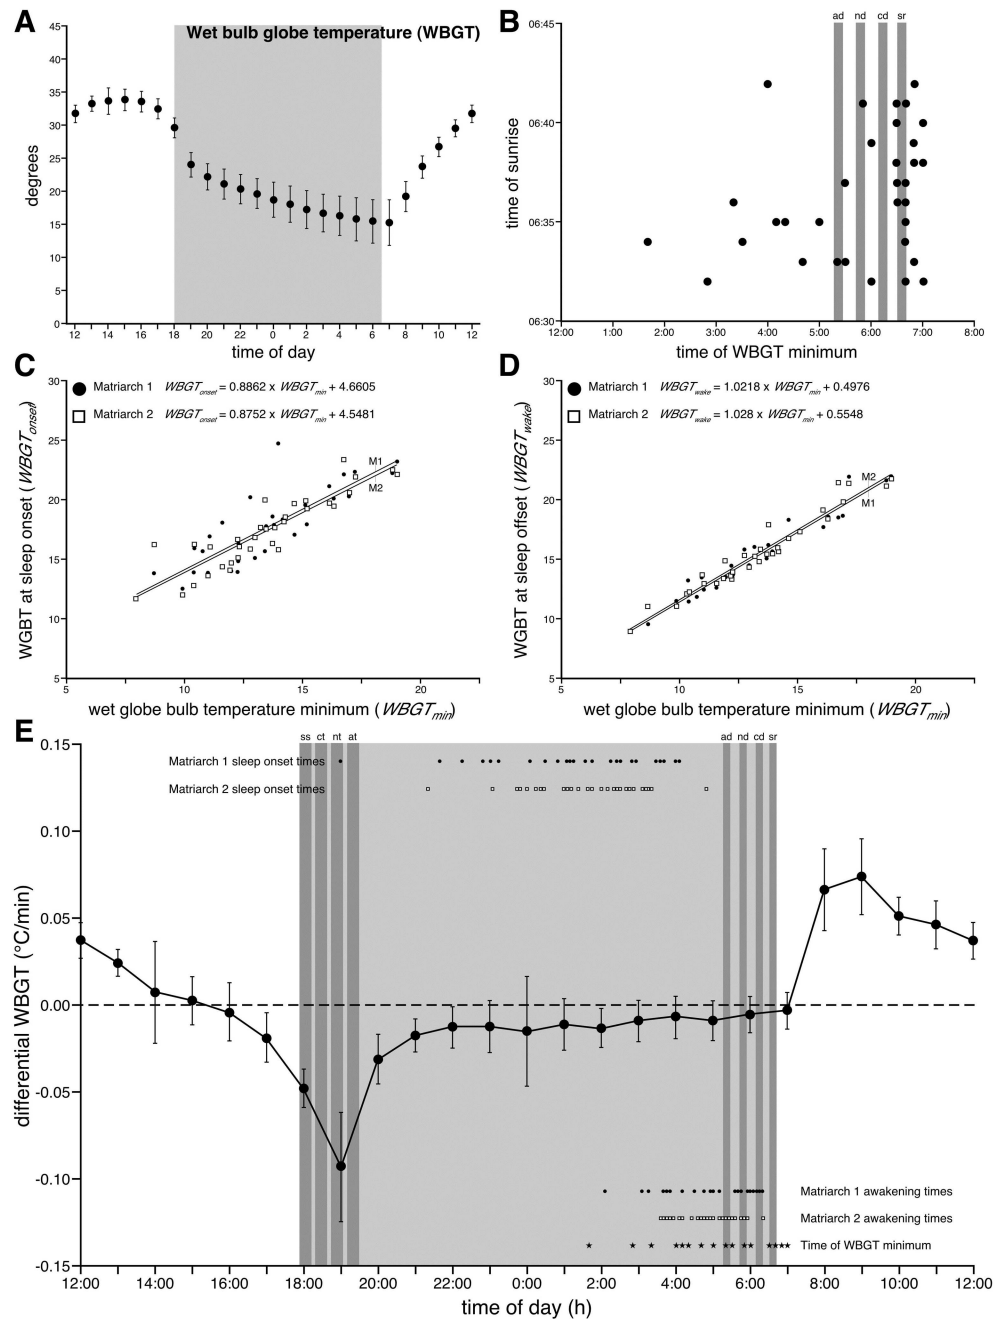 A
Wet bulb globe temperature (WBGT)
45
40
35
30
25
20
15
10
5
0
degrees
12 14 16 18 20 22 0 2 4 6 8 10 12
time of day
B
ad nd cd sr
06:45
06:40
06:35
06:30
time of sunrise
12:00 1:00 2:00 3:00 4:00 5:00 6:00 7:00 8:00
time of WBGT minimum
C
Matriarch 1 WBGTonset = 0.8862 x WBGTmin + 4.6605
Matriarch 2 WBGTonset = 0.8752 x WBGTmin + 4.5481
30
25
20
15
10
5
WGBT at sleep onset (WBGTonset)
M1
M2
5 10 15 20
wet globe bulb temperature minimum (WBGTmin)
D
Matriarch 1 WBGTwake = 1.0218 x WBGTmin + 0.4976
Matriarch 2 WBGTwake = 1.028 x WBGTmin + 0.5548
30
25
20
15
10
5
WGBT at sleep offset (WBGTwake)
M2
M1
5 10 15 20
wet globe bulb temperature minimum (WBGTmin)
E
ss ct nt at
ad nd cd sr
Matriarch 1 sleep onset times
Matriarch 2 sleep onset times
0.15
0.10
0.05
0.00
-0.05
-0.10
-0.15
differential WBGT (°C/min)
Matriarch 1 awakening times
Matriarch 2 awakening times
Time of WBGT minimum
12:00 14:00 16:00 18:00 20:00 22:00 0:00 2:00 4:00 6:00 8:00 10:00 12:00
time of day (h)